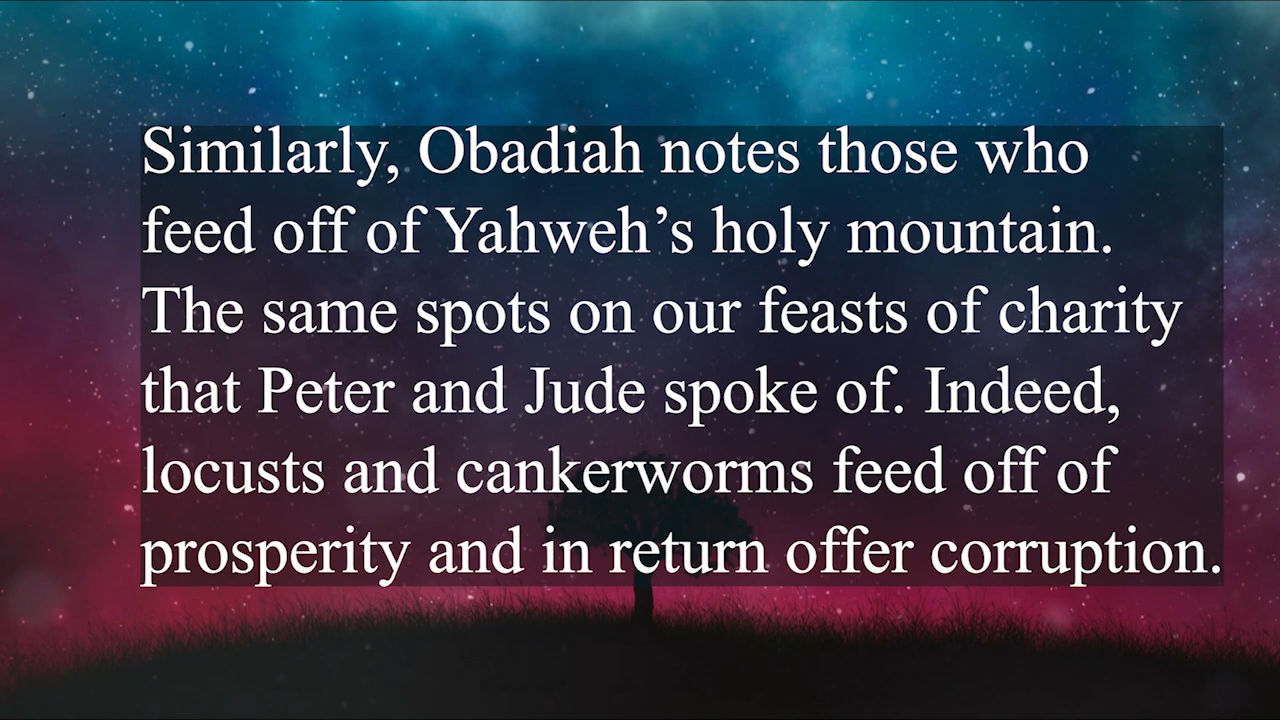 Similarly, Obadiah notes those who
feed off of Yahweh’s holy mountain.
The same spots on our feasts of charity
that Peter and Jude spoke of. Indeed,
locusts and cankerworms feed off of
prosperity and in return offer corruption.